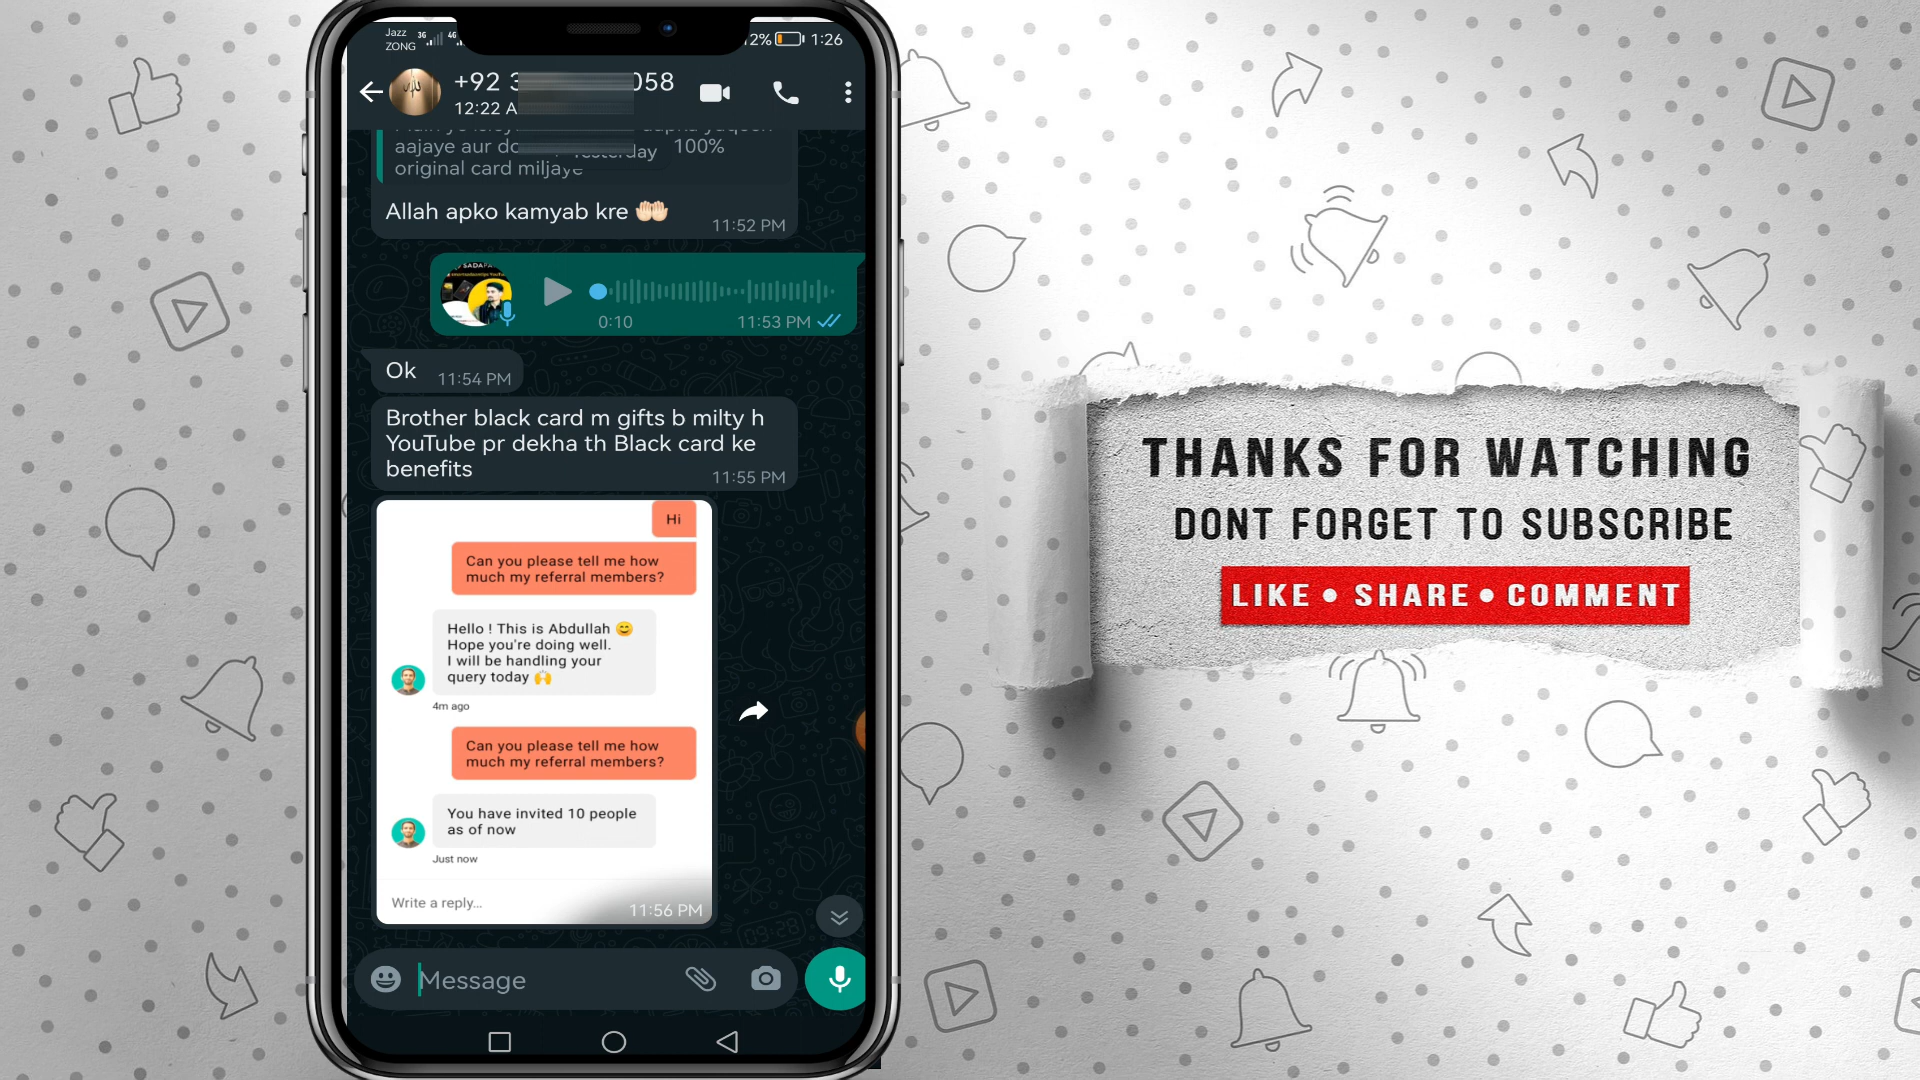 Jazz
ZONG
3G
4G
2%
1:26
+92 3 058
12:22 A
aajaye aur do 100%
Yesterday
original card miljaye
Allah apko kamyab kre 🤲🏻
11:52 PM
SADAPA
0:10
11:53 PM
Ok
11:54 PM
Brother black card m gifts b milty h
YouTube pr dekha th Black card ke
benefits
11:55 PM
Hi
Can you please tell me how
much my referral members?
Hello ! This is Abdullah 😊
Hope you're doing well.
I will be handling your
query today 🙌
4m ago
Can you please tell me how
much my referral members?
You have invited 10 people
as of now
Just now
Write a reply...
11:56 PM
Message
THANKS FOR WATCHING
DONT FORGET TO SUBSCRIBE
LIKE • SHARE • COMMENT